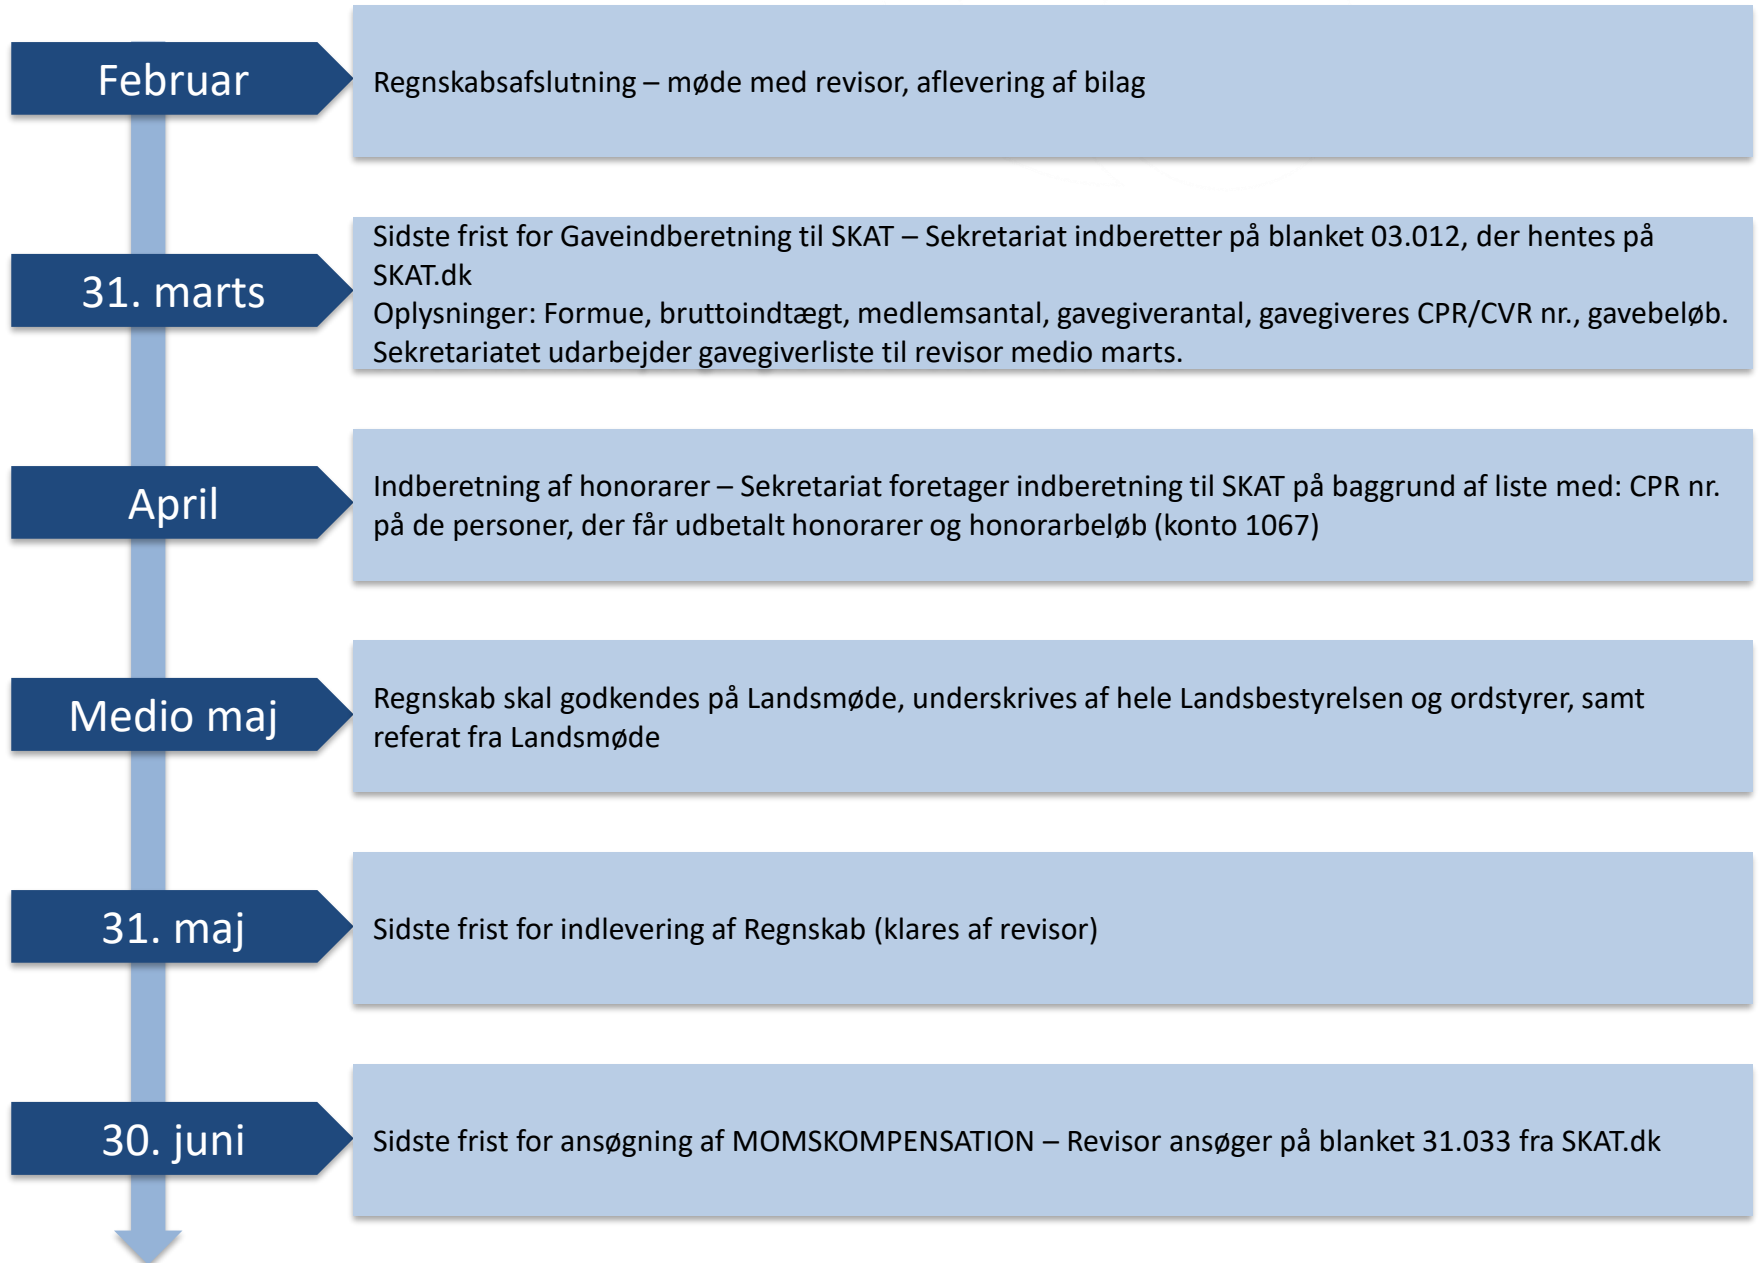 Februar
Regnskabsafslutning – møde med revisor, aflevering af bilag
31. marts
Sidste frist for Gaveindberetning til SKAT – Sekretariat indberetter på blanket 03.012, der hentes på
SKAT.dk
Oplysninger: Formue, bruttoindtægt, medlemsantal, gavegiverantal, gavegiveres CPR/CVR nr., gavebeløb.
Sekretariatet udarbejder gavegiverliste til revisor medio marts.
April
Indberetning af honorarer – Sekretariat foretager indberetning til SKAT på baggrund af liste med: CPR nr.
på de personer, der får udbetalt honorarer og honorarbeløb (konto 1067)
Medio maj
Regnskab skal godkendes på Landsmøde, underskrives af hele Landsbestyrelsen og ordstyrer, samt
referat fra Landsmøde
31. maj
Sidste frist for indlevering af Regnskab (klares af revisor)
30. juni
Sidste frist for ansøgning af MOMSKOMPENSATION – Revisor ansøger på blanket 31.033 fra SKAT.dk